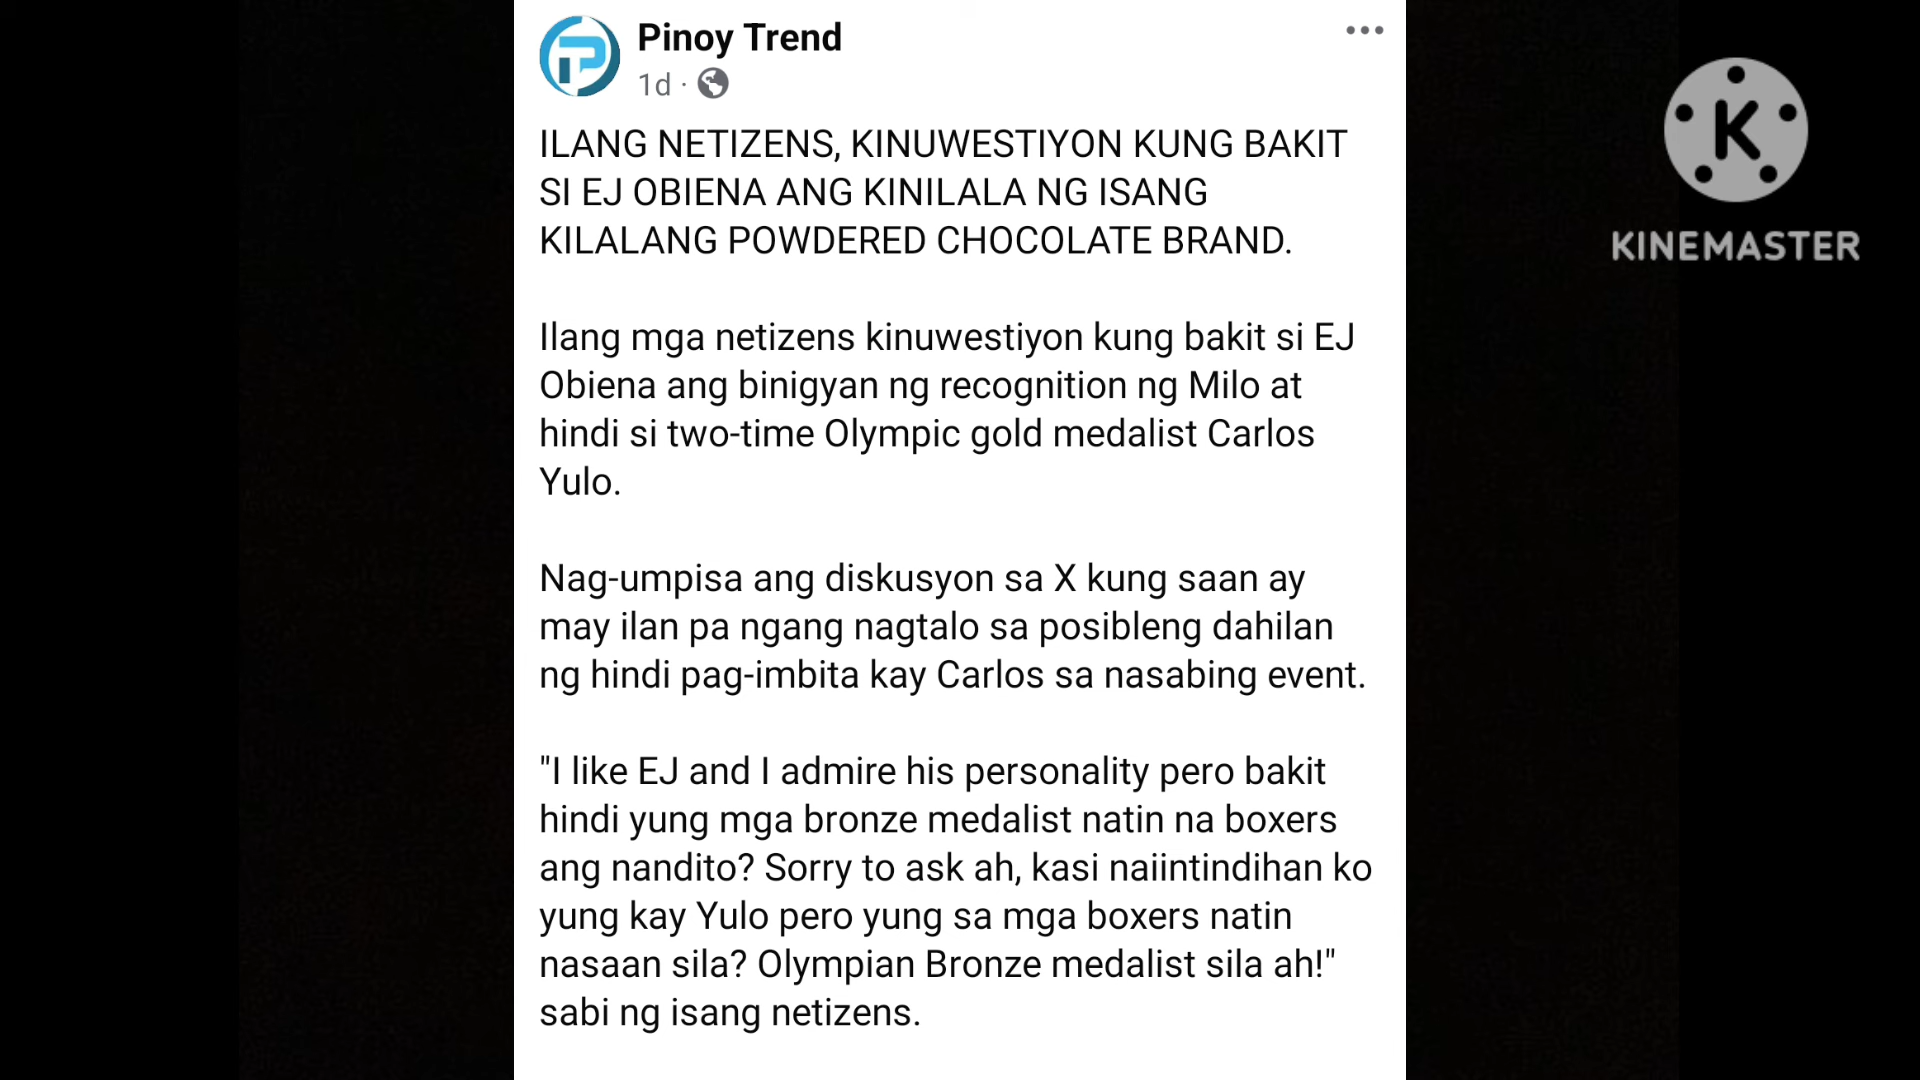 Pinoy Trend
1d ·
ILANG NETIZENS, KINUWESTIYON KUNG BAKIT
SI EJ OBIENA ANG KINILALA NG ISANG
KILALANG POWDERED CHOCOLATE BRAND.
Ilang mga netizens kinuwestiyon kung bakit si EJ
Obiena ang binigyan ng recognition ng Milo at
hindi si two-time Olympic gold medalist Carlos
Yulo.
Nag-umpisa ang diskusyon sa X kung saan ay
may ilan pa ngang nagtalo sa posibleng dahilan
ng hindi pag-imbita kay Carlos sa nasabing event.
"I like EJ and I admire his personality pero bakit
hindi yung mga bronze medalist natin na boxers
ang nandito? Sorry to ask ah, kasi naiintindihan ko
yung kay Yulo pero yung sa mga boxers natin
nasaan sila? Olympian Bronze medalist sila ah!"
sabi ng isang netizens.
K
KINEMASTER